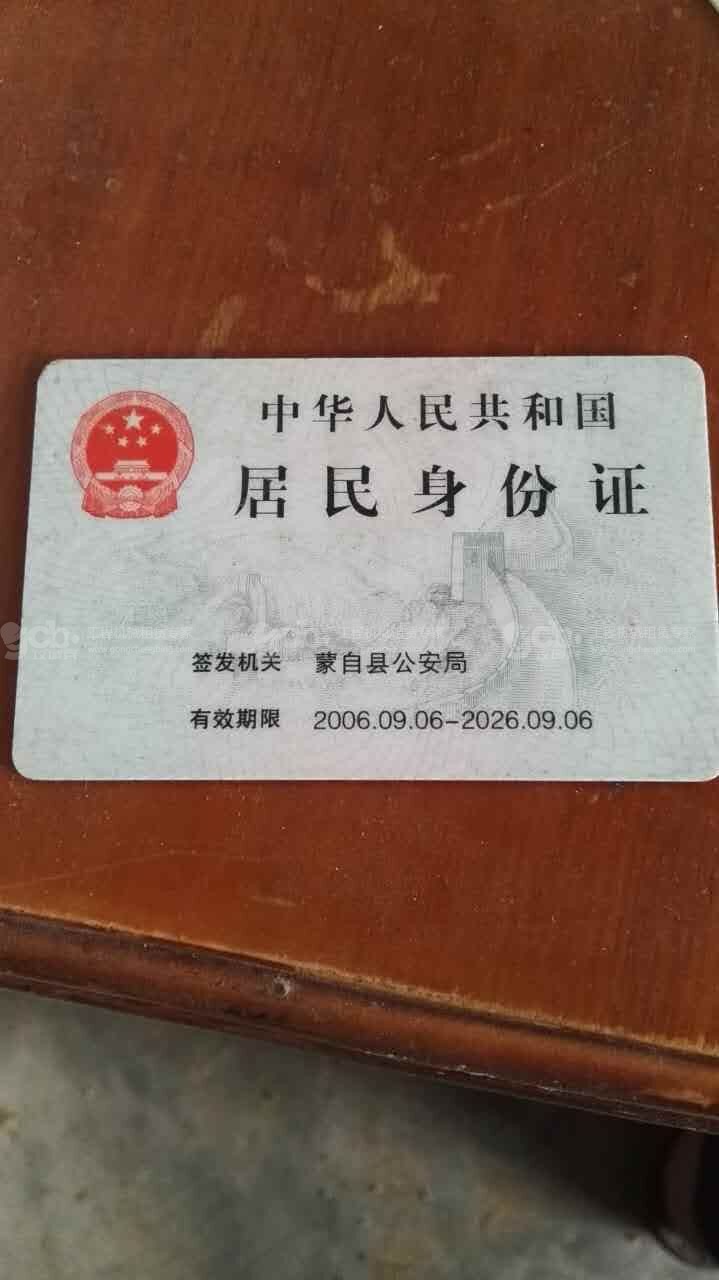 中华人民共和国
居民身份证
签发机关 蒙自县公安局
有效期限 2006.09.06-2026.09.06